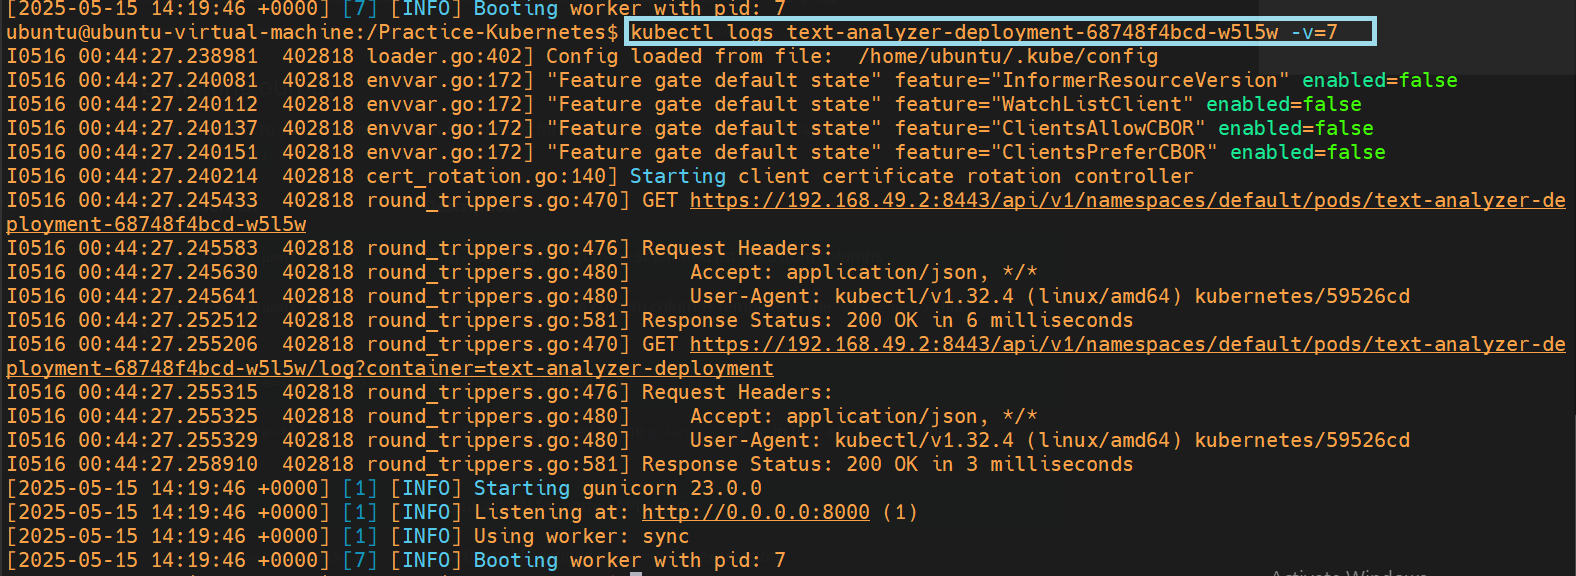 [2025-05-15 14:19:46 +0000] [7] [INFO] Booting worker with pid: 7
ubuntu@ubuntu-virtual-machine:/Practice-Kubernetes$ kubectl logs text-analyzer-deployment-68748f4bcd-w5l5w -v=7
I0516 00:44:27.238981  402818 loader.go:402] Config loaded from file:  /home/ubuntu/.kube/config
I0516 00:44:27.240081  402818 envvar.go:172] "Feature gate default state" feature="InformerResourceVersion" enabled=false
I0516 00:44:27.240112  402818 envvar.go:172] "Feature gate default state" feature="WatchListClient" enabled=false
I0516 00:44:27.240137  402818 envvar.go:172] "Feature gate default state" feature="ClientsAllowCBOR" enabled=false
I0516 00:44:27.240151  402818 envvar.go:172] "Feature gate default state" feature="ClientsPreferCBOR" enabled=false
I0516 00:44:27.240214  402818 cert_rotation.go:140] Starting client certificate rotation controller
I0516 00:44:27.245433  402818 round_trippers.go:470] GET https://192.168.49.2:8443/api/v1/namespaces/default/pods/text-analyzer-de
ployment-68748f4bcd-w5l5w
I0516 00:44:27.245583  402818 round_trippers.go:476] Request Headers:
I0516 00:44:27.245630  402818 round_trippers.go:480]     Accept: application/json, */*
I0516 00:44:27.245641  402818 round_trippers.go:480]     User-Agent: kubectl/v1.32.4 (linux/amd64) kubernetes/59526cd
I0516 00:44:27.252512  402818 round_trippers.go:581] Response Status: 200 OK in 6 milliseconds
I0516 00:44:27.255206  402818 round_trippers.go:470] GET https://192.168.49.2:8443/api/v1/namespaces/default/pods/text-analyzer-de
ployment-68748f4bcd-w5l5w/log?container=text-analyzer-deployment
I0516 00:44:27.255315  402818 round_trippers.go:476] Request Headers:
I0516 00:44:27.255325  402818 round_trippers.go:480]     Accept: application/json, */*
I0516 00:44:27.255329  402818 round_trippers.go:480]     User-Agent: kubectl/v1.32.4 (linux/amd64) kubernetes/59526cd
I0516 00:44:27.258910  402818 round_trippers.go:581] Response Status: 200 OK in 3 milliseconds
[2025-05-15 14:19:46 +0000] [1] [INFO] Starting gunicorn 23.0.0
[2025-05-15 14:19:46 +0000] [1] [INFO] Listening at: http://0.0.0.0:8000 (1)
[2025-05-15 14:19:46 +0000] [1] [INFO] Using worker: sync
[2025-05-15 14:19:46 +0000] [7] [INFO] Booting worker with pid: 7
Activate Windows